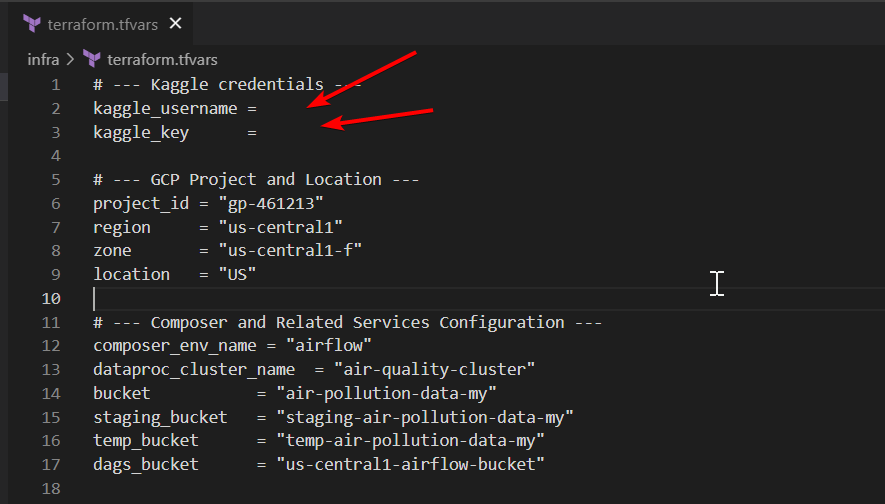 terraform.tfvars ×
infra > terraform.tfvars
1 # --- Kaggle credentials ---
2 kaggle_username =
3 kaggle_key      =
4
5 # --- GCP Project and Location ---
6 project_id = "gp-461213"
7 region     = "us-central1"
8 zone       = "us-central1-f"
9 location   = "US"
10
11 # --- Composer and Related Services Configuration ---
12 composer_env_name = "airflow"
13 dataproc_cluster_name  = "air-quality-cluster"
14 bucket           = "air-pollution-data-my"
15 staging_bucket   = "staging-air-pollution-data-my"
16 temp_bucket      = "temp-air-pollution-data-my"
17 dags_bucket      = "us-central1-airflow-bucket"
18